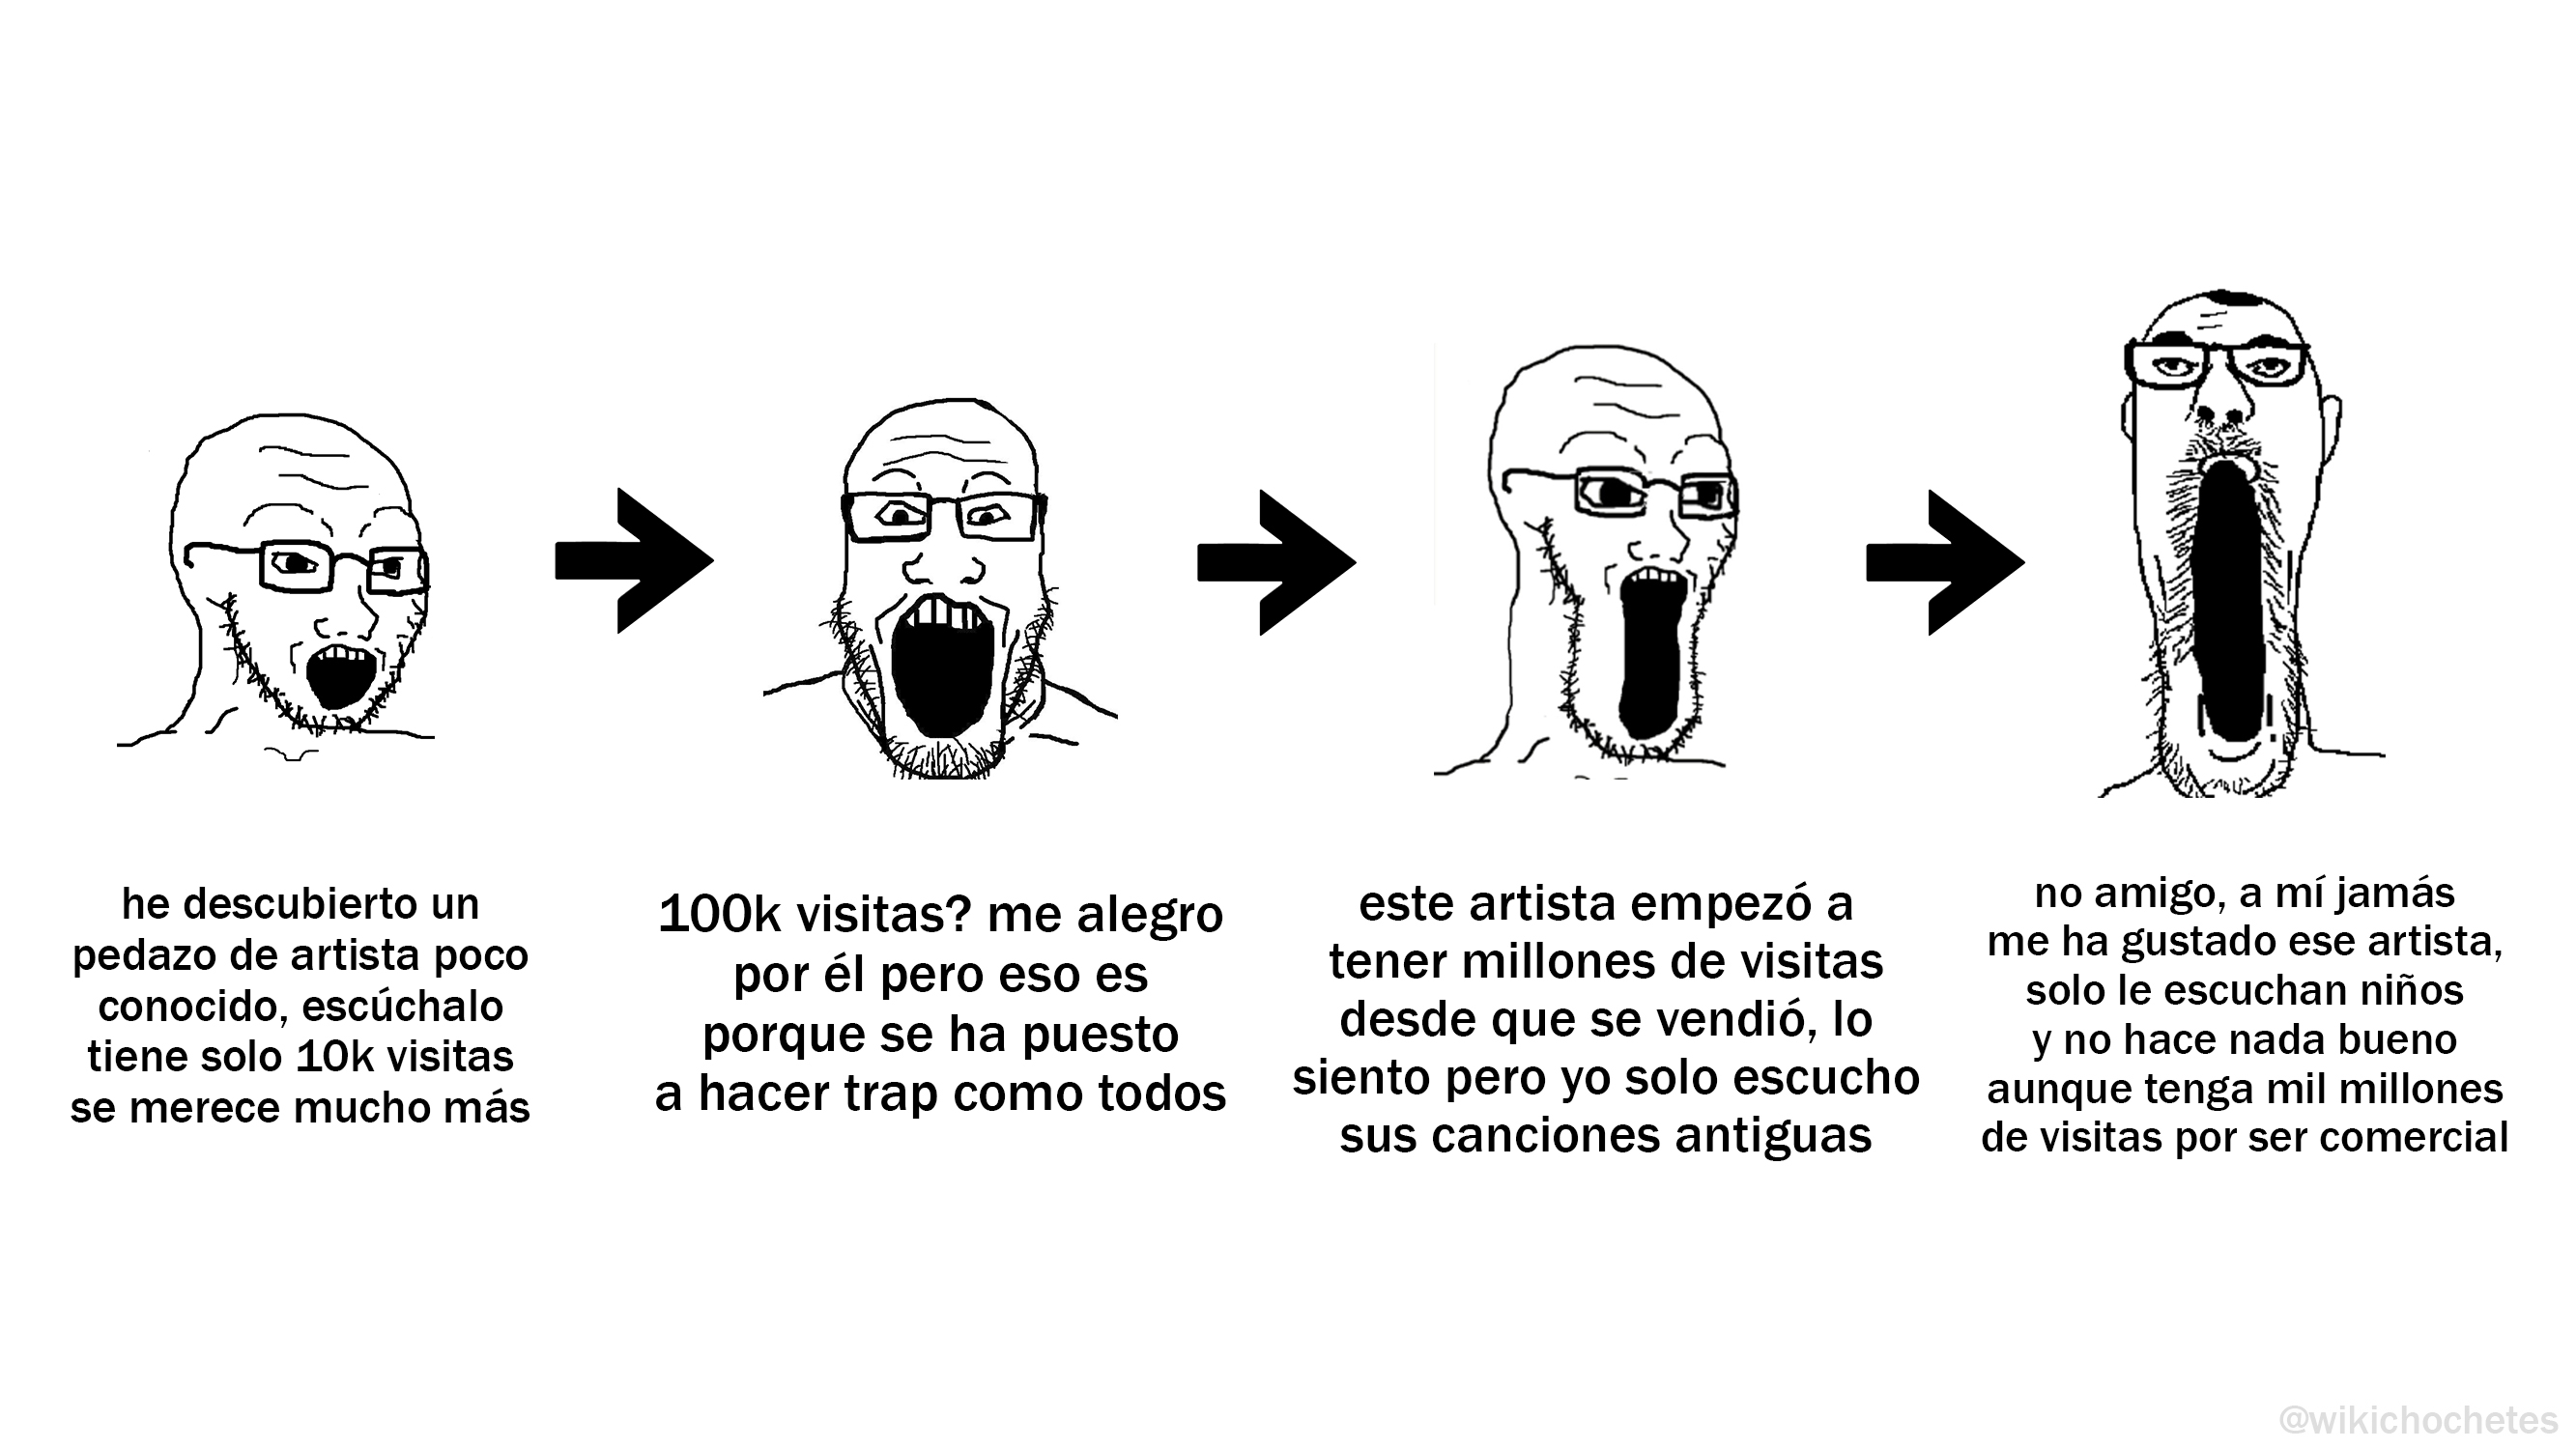 he descubierto un
pedazo de artista poco
conocido, escúchalo
tiene solo 10k visitas
se merece mucho más
100k visitas? me alegro
por él pero eso es
porque se ha puesto
a hacer trap como todos
este artista empezó a
tener millones de visitas
desde que se vendió, lo
siento pero yo solo escucho
sus canciones antiguas
no amigo, a mí jamás
me ha gustado ese artista,
solo le escuchan niños
y no hace nada bueno
aunque tenga mil millones
de visitas por ser comercial
@wikichochetes